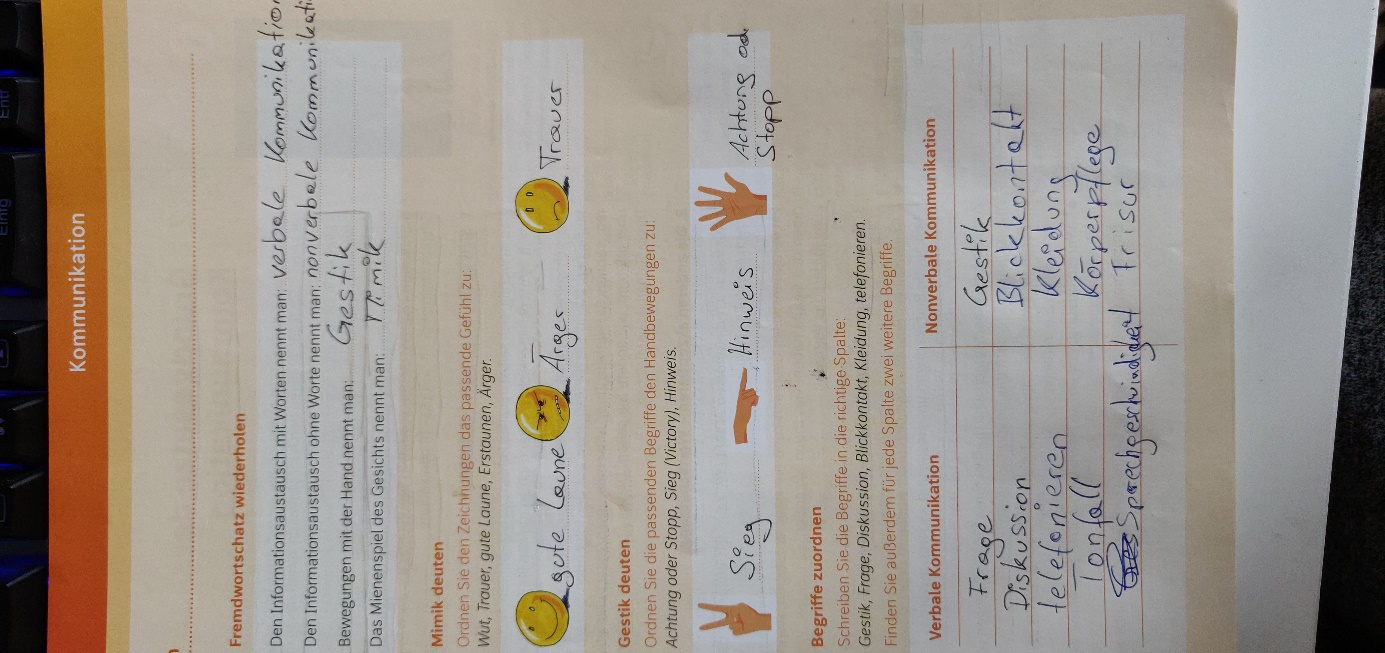 Kommunikation
Fremdwortschatz wiederholen
Den Informationsaustausch mit Worten nennt man: verbale Kommunikation
Den Informationsaustausch ohne Worte nennt man: nonverbale Kommunikati
Bewegungen mit der Hand nennt man: Gestik
Das Mienenspiel des Gesichts nennt man: Mimik
Mimik deuten
Ordnen Sie den Zeichnungen das passende Gefühl zu:
Wut, Trauer, gute Laune, Erstaunen, Ärger.
gute Laune Ärger Trauer
Gestik deuten
Ordnen Sie die passenden Begriffe den Handbewegungen zu:
Achtung oder Stopp, Sieg (Victory), Hinweis.
Sieg Hinweis Achtung od
Stopp
Begriffe zuordnen
Schreiben Sie die Begriffe in die richtige Spalte:
Gestik, Frage, Diskussion, Blickkontakt, Kleidung, telefonieren.
Finden Sie außerdem für jede Spalte zwei weitere Begriffe.
Verbale Kommunikation Nonverbale Kommunikation
Frage Gestik
Diskussion Blickkontakt
telefonieren Kleidung
Tonfall Körperpflege
Sprechgeschwindigkeit Frisur
Entf
Einfg